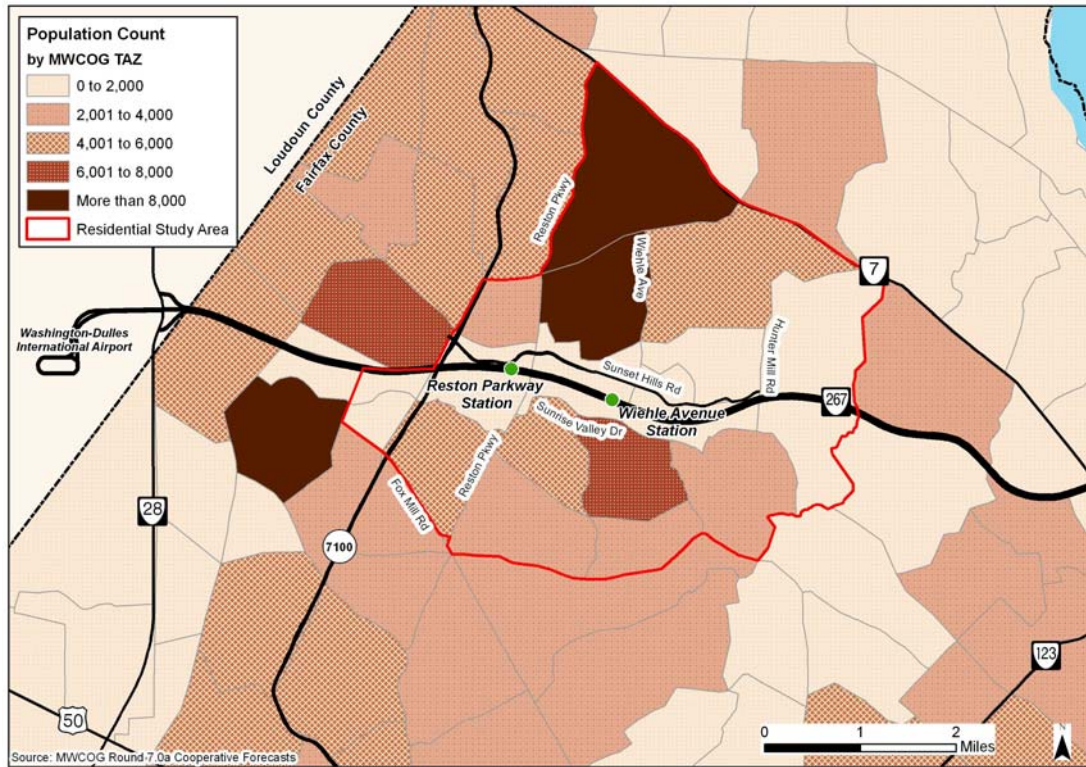 Population Count
by MWCOG TAZ
0 to 2,000
2,001 to 4,000
4,001 to 6,000
6,001 to 8,000
More than 8,000
Residential Study Area
Loudoun County
Fairfax County
Reston Pkwy
Wiehle Ave
7
Washington-Dulles
International Airport
Hunter Mill Rd
Sunset Hills Rd
Reston Parkway
Station
267
Wiehle Avenue
Station
Sunrise Valley Dr
Reston Pkwy
Fox Mill Rd
28
7100
123
50
0 1 2
Miles
N
Source: MWCOG Round 7.0a Cooperative Forecasts